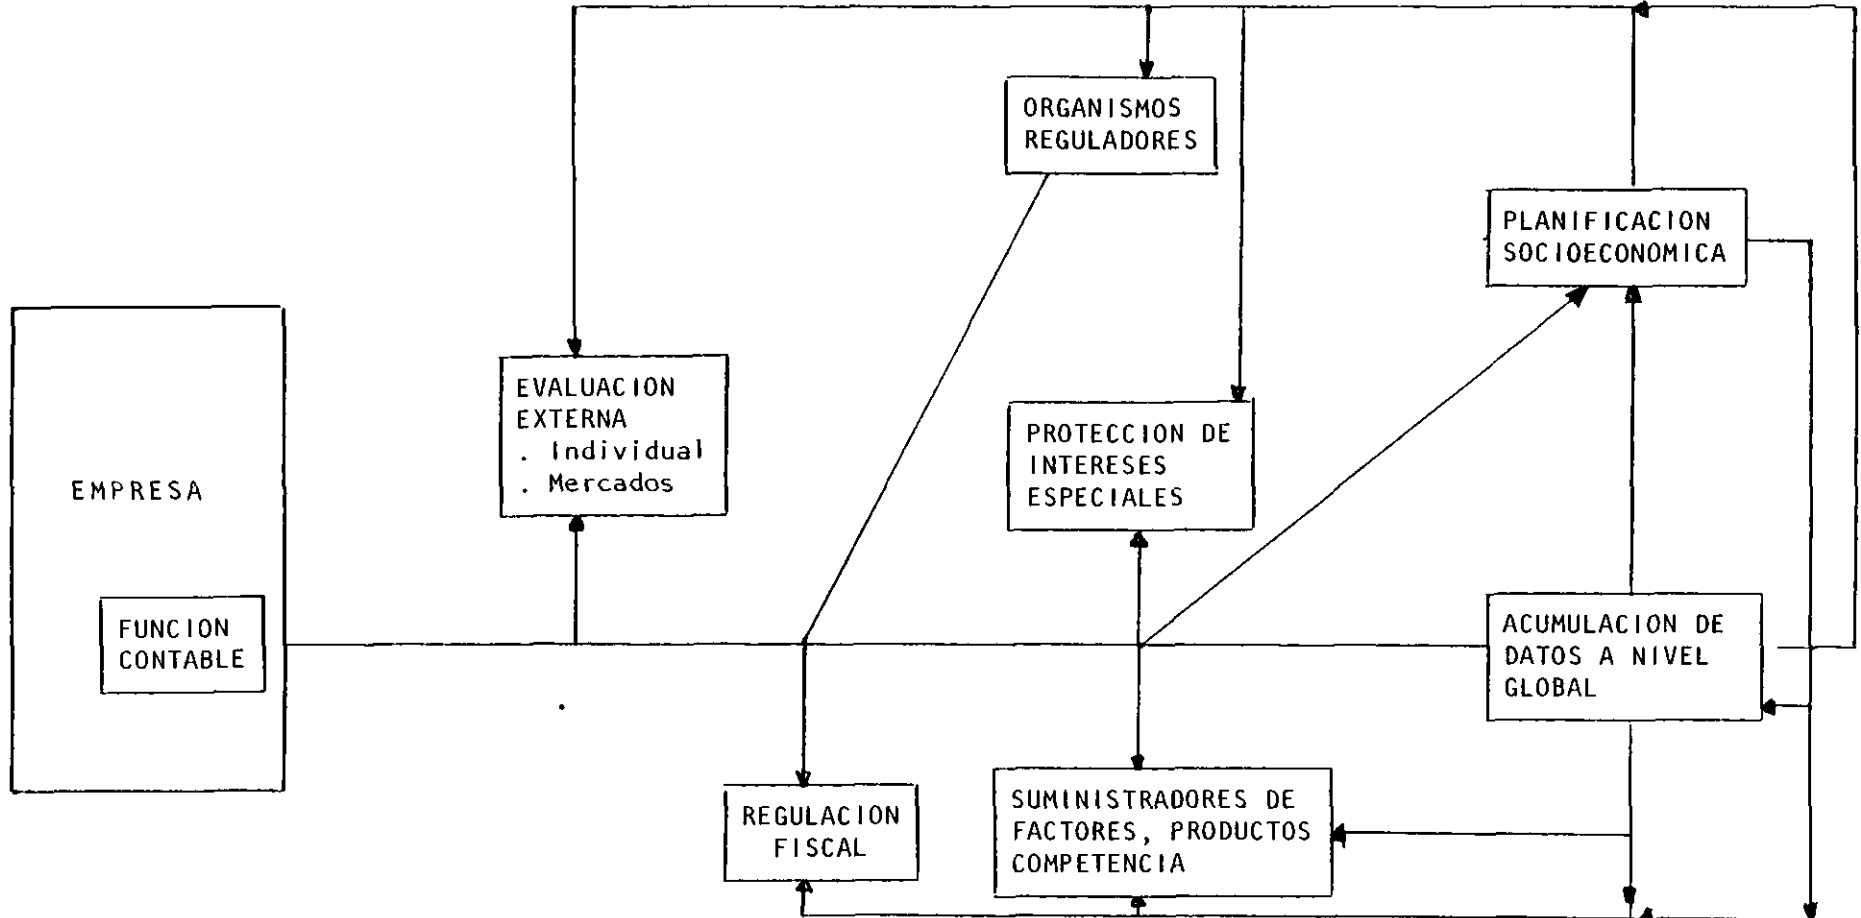 ORGANISMOS
REGULADORES
PLANIFICACION
SOCIOECONOMICA
EVALUACION
EXTERNA
. Individual
. Mercados
PROTECCION DE
INTERESES
ESPECIALES
EMPRESA
FUNCION
CONTABLE
ACUMULACION DE
DATOS A NIVEL
GLOBAL
REGULACION
FISCAL
SUMINISTRADORES DE
FACTORES, PRODUCTOS
COMPETENCIA